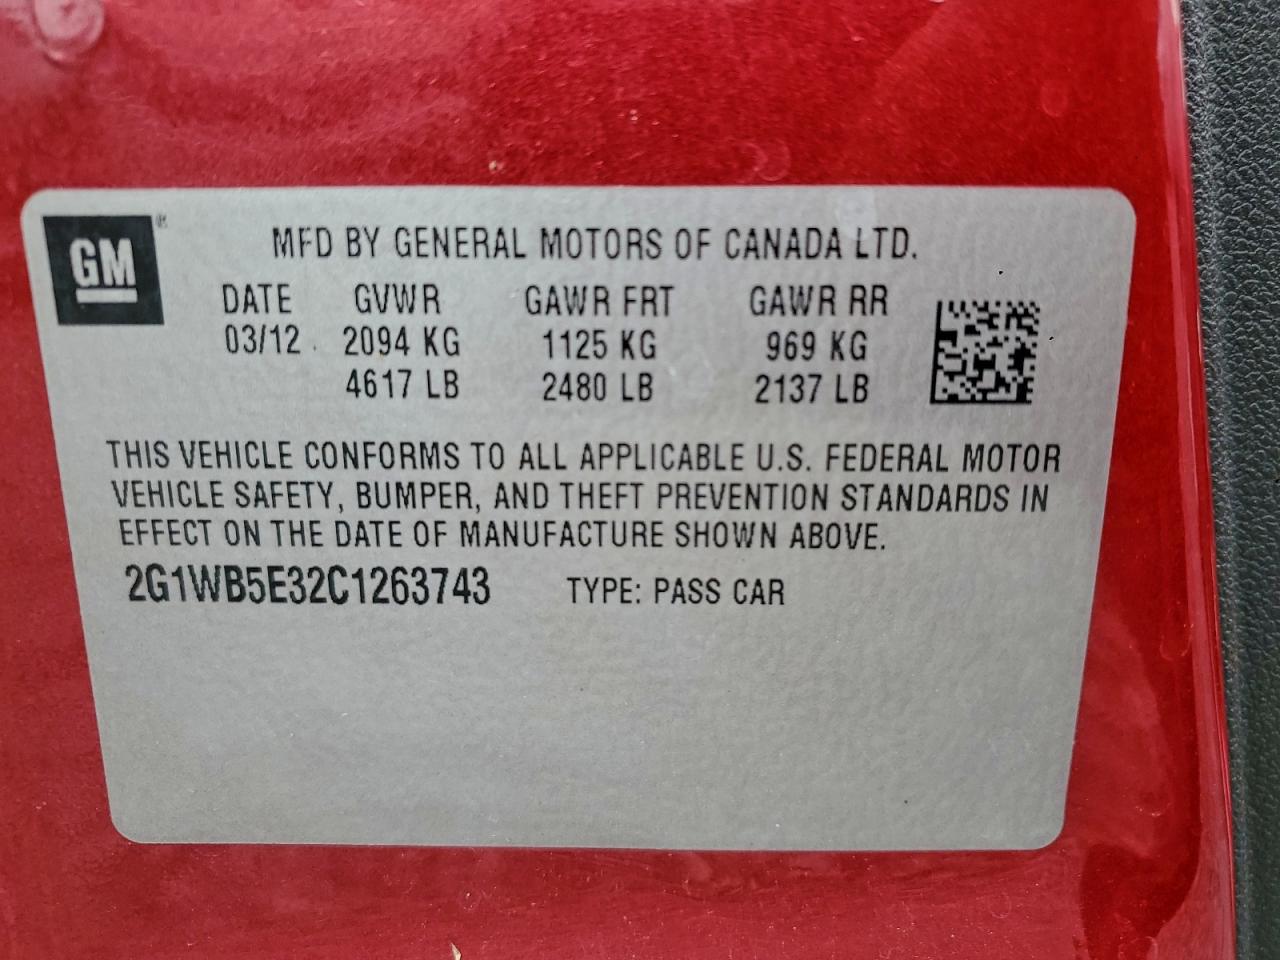 GM®
MFD BY GENERAL MOTORS OF CANADA LTD.
DATE GVWR GAWR FRT GAWR RR
03/12 2094 KG 1125 KG 969 KG
4617 LB 2480 LB 2137 LB
THIS VEHICLE CONFORMS TO ALL APPLICABLE U.S. FEDERAL MOTOR
VEHICLE SAFETY, BUMPER, AND THEFT PREVENTION STANDARDS IN
EFFECT ON THE DATE OF MANUFACTURE SHOWN ABOVE.
2G1WB5E32C1263743 TYPE: PASS CAR